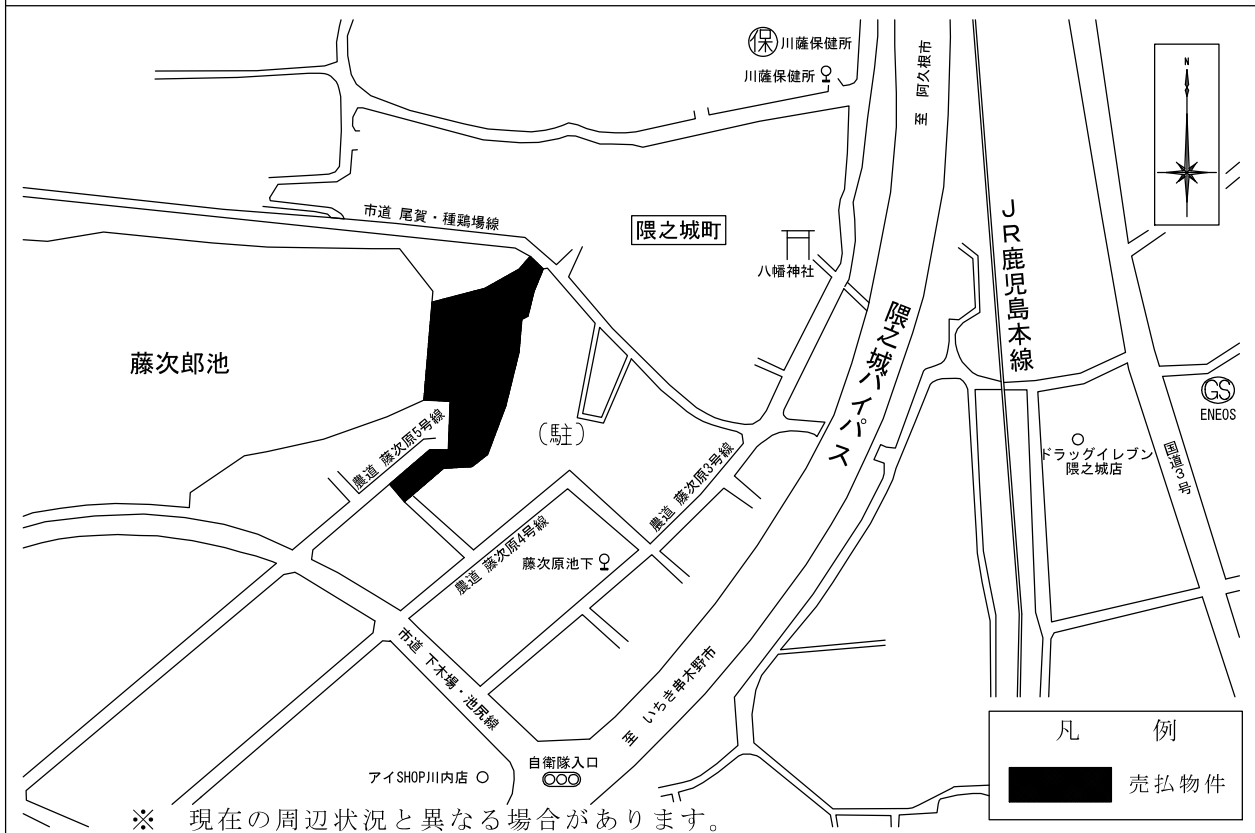 保 川薩保健所
川薩保健所
至 阿久根市
N
市道 尾賀・種鶏場線
隈之城町
八幡神社
JR鹿児島本線
隈之城バイパス
藤次郎池
GS
ENEOS
(駐)
農道 藤次原5号線
農道 藤次原3号線
ドラッグイレブン
隈之城店
国道3号
農道 藤次原4号線
藤次原池下
市道 下木場・池尻線
至 いちき串木野市
自衛隊入口
アイSHOP川内店
凡 例
売払物件
※ 現在の周辺状況と異なる場合があります。